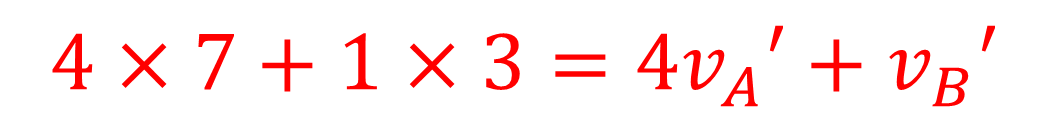 4 × 7 + 1 × 3 = 4v_A′ + v_B′